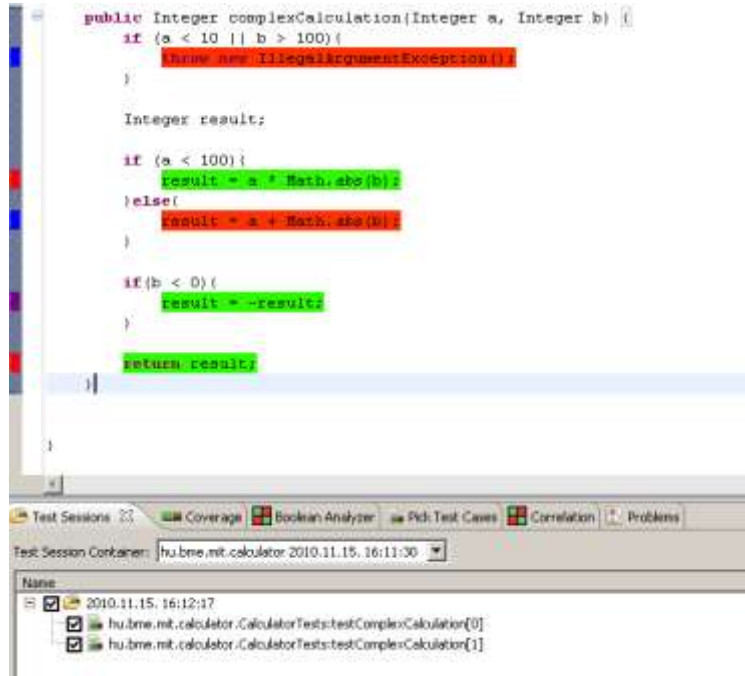 public Integer complexCalculation(Integer a, Integer b) {
if (a < 10 || b > 100){
throw new IllegalArgumentException();
}
Integer result;
if (a < 100){
result = a * Math.abs(b);
}else{
result = a + Math.abs(b);
}
if(b < 0){
result = -result;
}
return result;
}
}
Test Sessions Coverage Boolean Analyzer Pick Test Cases Correlation Problems
Test Session Container: hu.bme.mit.calculator 2010.11.15. 16:11:30
Name
2010.11.15. 16:12:17
hu.bme.mit.calculator.CalculatorTests:testComplexCalculation[0]
hu.bme.mit.calculator.CalculatorTests:testComplexCalculation[1]